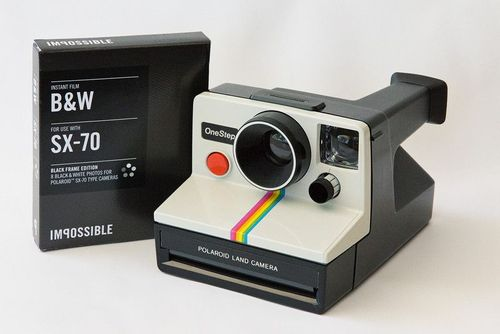 IMPOSSIBLE
INSTANT FILM
B&W
FOR USE WITH
SX-70
BLACK FRAME EDITION
8 BLACK & WHITE PHOTOS FOR
POLAROID™ SX-70 TYPE CAMERAS
IMPOSSIBLE
OneStep
POLAROID LAND CAMERA